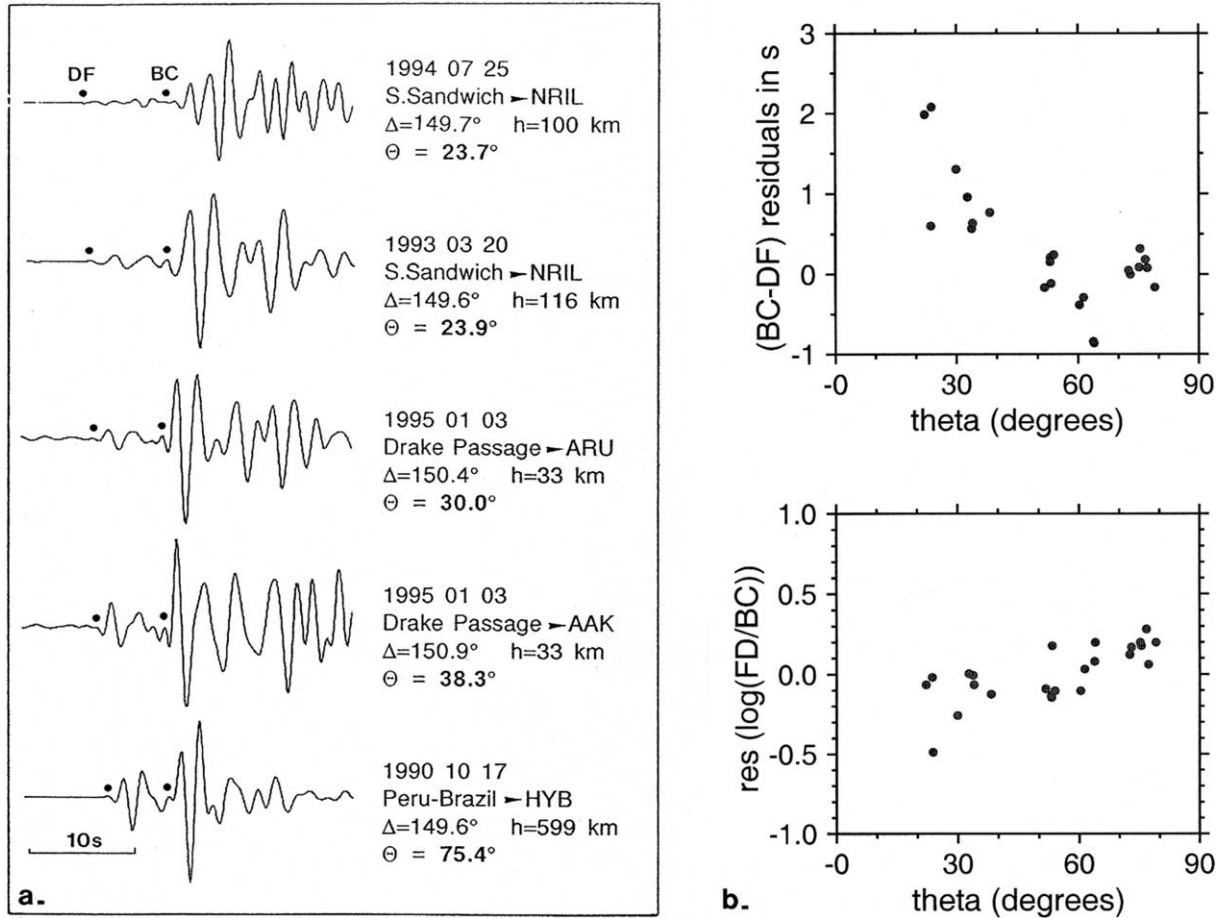 DF BC
1994 07 25
S.Sandwich ►NRIL
Δ=149.7° h=100 km
Θ = 23.7°
1993 03 20
S.Sandwich ►NRIL
Δ=149.6° h=116 km
Θ = 23.9°
1995 01 03
Drake Passage ►ARU
Δ=150.4° h=33 km
Θ = 30.0°
1995 01 03
Drake Passage ►AAK
Δ=150.9° h=33 km
Θ = 38.3°
1990 10 17
Peru-Brazil ►HYB
Δ=149.6° h=599 km
Θ = 75.4°
10s
a.
(BC-DF) residuals in s
3
2
1
0
-1
-0 30 60 90
theta (degrees)
res (log(FD/BC))
1.0
0.5
0.0
-0.5
-1.0
-0 30 60 90
theta (degrees)
b.